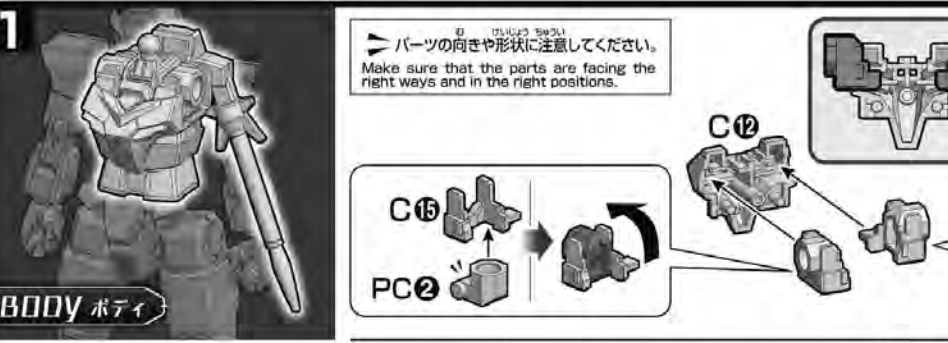 1
BODY ボディ
パーツの向きや形状に注意してください。
Make sure that the parts are facing the
right ways and in the right positions.
C⓬
C⓯
PC❷